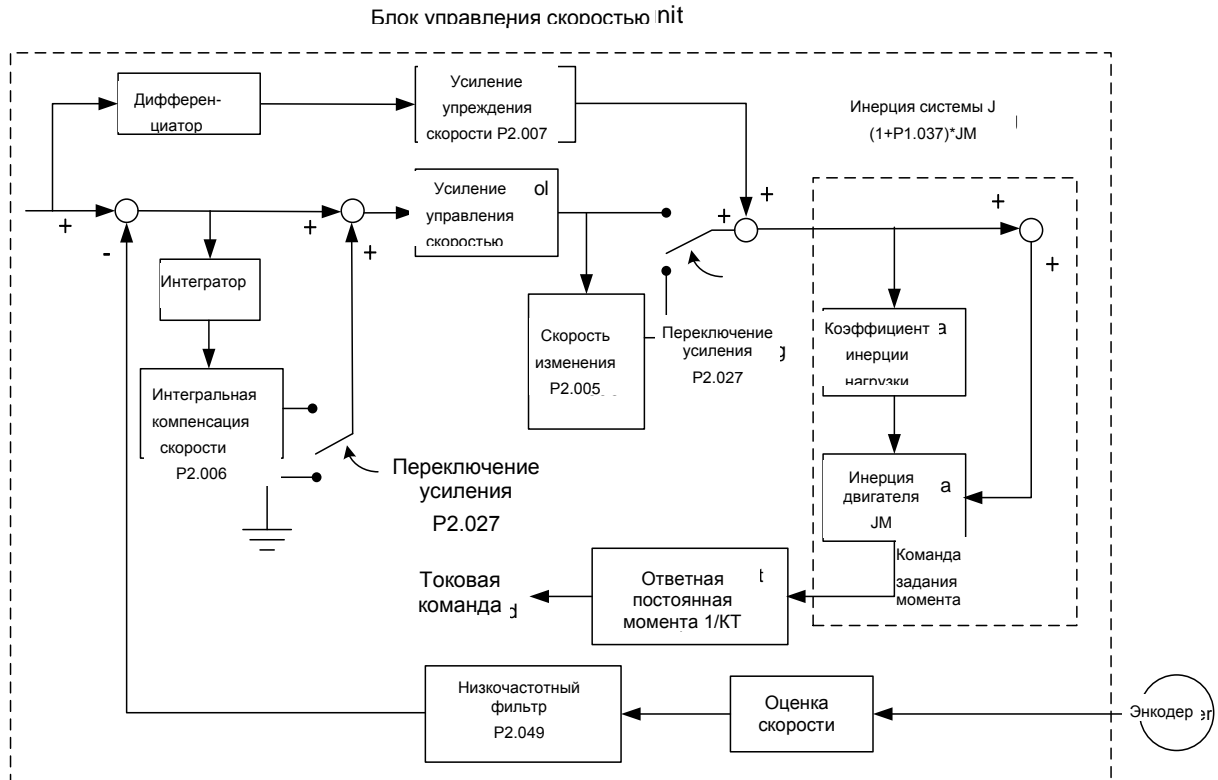 Блок управления скоростью nit
Дифферен-
циатор
Усиление
упреждения
скорости P2.007
Инерция системы J
(1+P1.037)*JM
Усиление ol
управления
скоростью
+
-
+
+
+
+
+
+
Интегратор
Скорость
изменения
P2.005
Переключение
усиления g
P2.027
Коэффициент a
инерции
нагрузки
Интегральная
компенсация
скорости
P2.006
Переключение
усиления
P2.027
Инерция a
двигателя
JM
Команда
задания
момента
Токовая
команда d
Ответная t
постоянная
момента 1/КТ
Низкочастотный
фильтр
P2.049
Оценка
скорости
Энкодер er